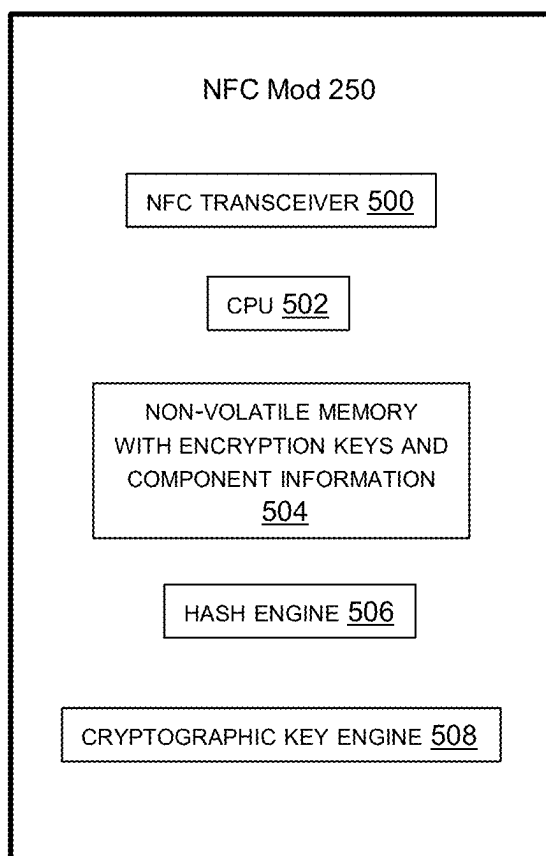 NFC Mod 250
NFC TRANSCEIVER 500
CPU 502
NON-VOLATILE MEMORY
WITH ENCRYPTION KEYS AND
COMPONENT INFORMATION
504
HASH ENGINE 506
CRYPTOGRAPHIC KEY ENGINE 508